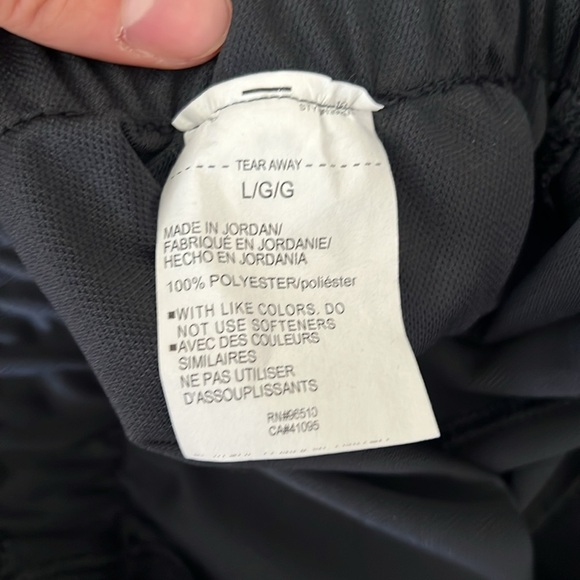 - - - - - TEAR AWAY - - - - -
L/G/G
MADE IN JORDAN/
FABRIQUÉ EN JORDANIE/
HECHO EN JORDANIA
100% POLYESTER/poliéster
■WITH LIKE COLORS. DO
NOT USE SOFTENERS
■AVEC DES COULEURS
SIMILAIRES
NE PAS UTILISER
D'ASSOUPLISSANTS
RN#96510
CA#41095